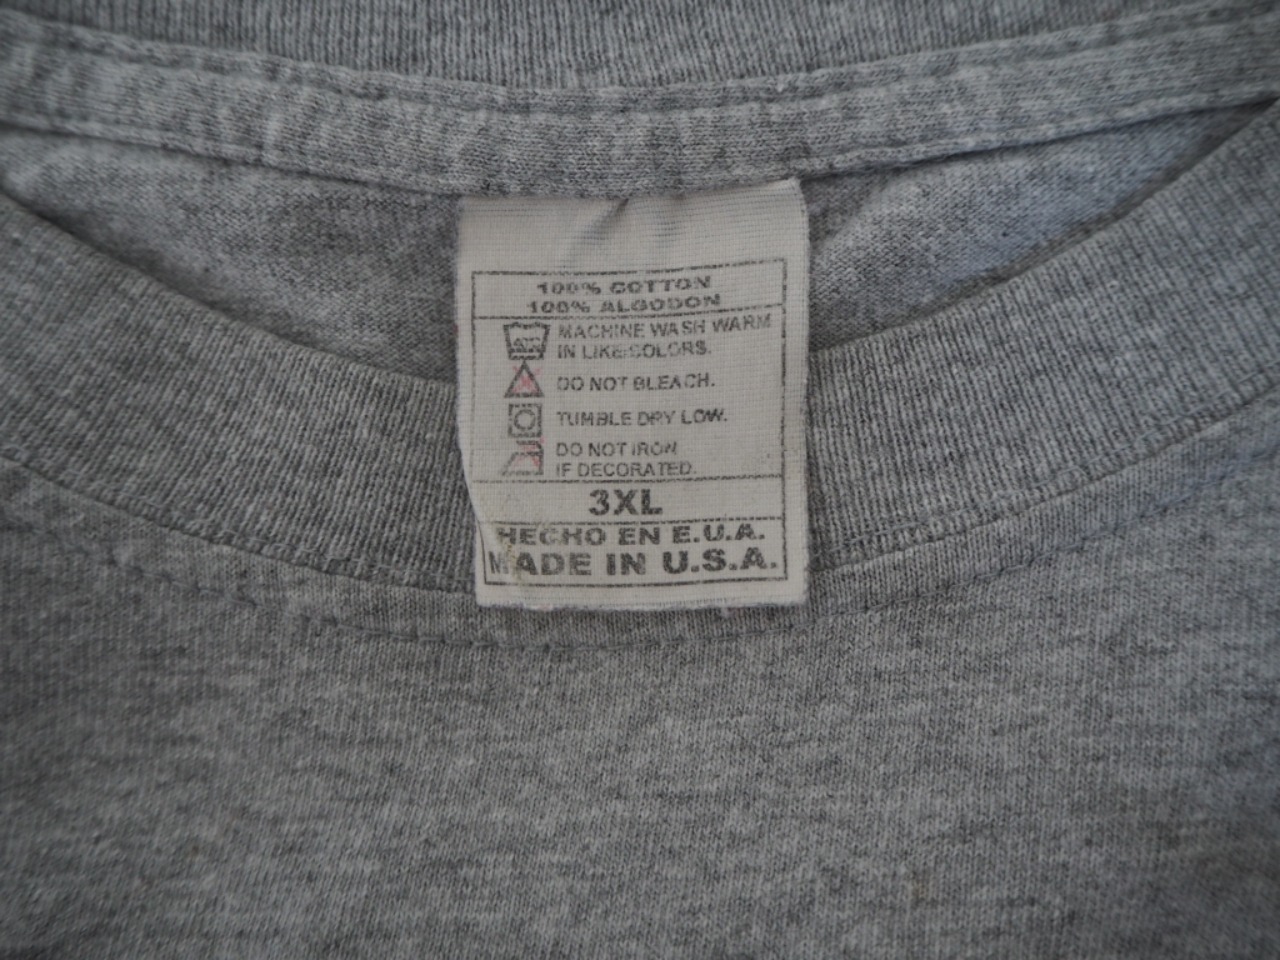 100% COTTON
100% ALGODON
MACHINE WASH WARM
IN LIKE COLORS.
DO NOT BLEACH.
TUMBLE DRY LOW.
DO NOT IRON
IF DECORATED.
3XL
HECHO EN E.U.A.
MADE IN U.S.A.